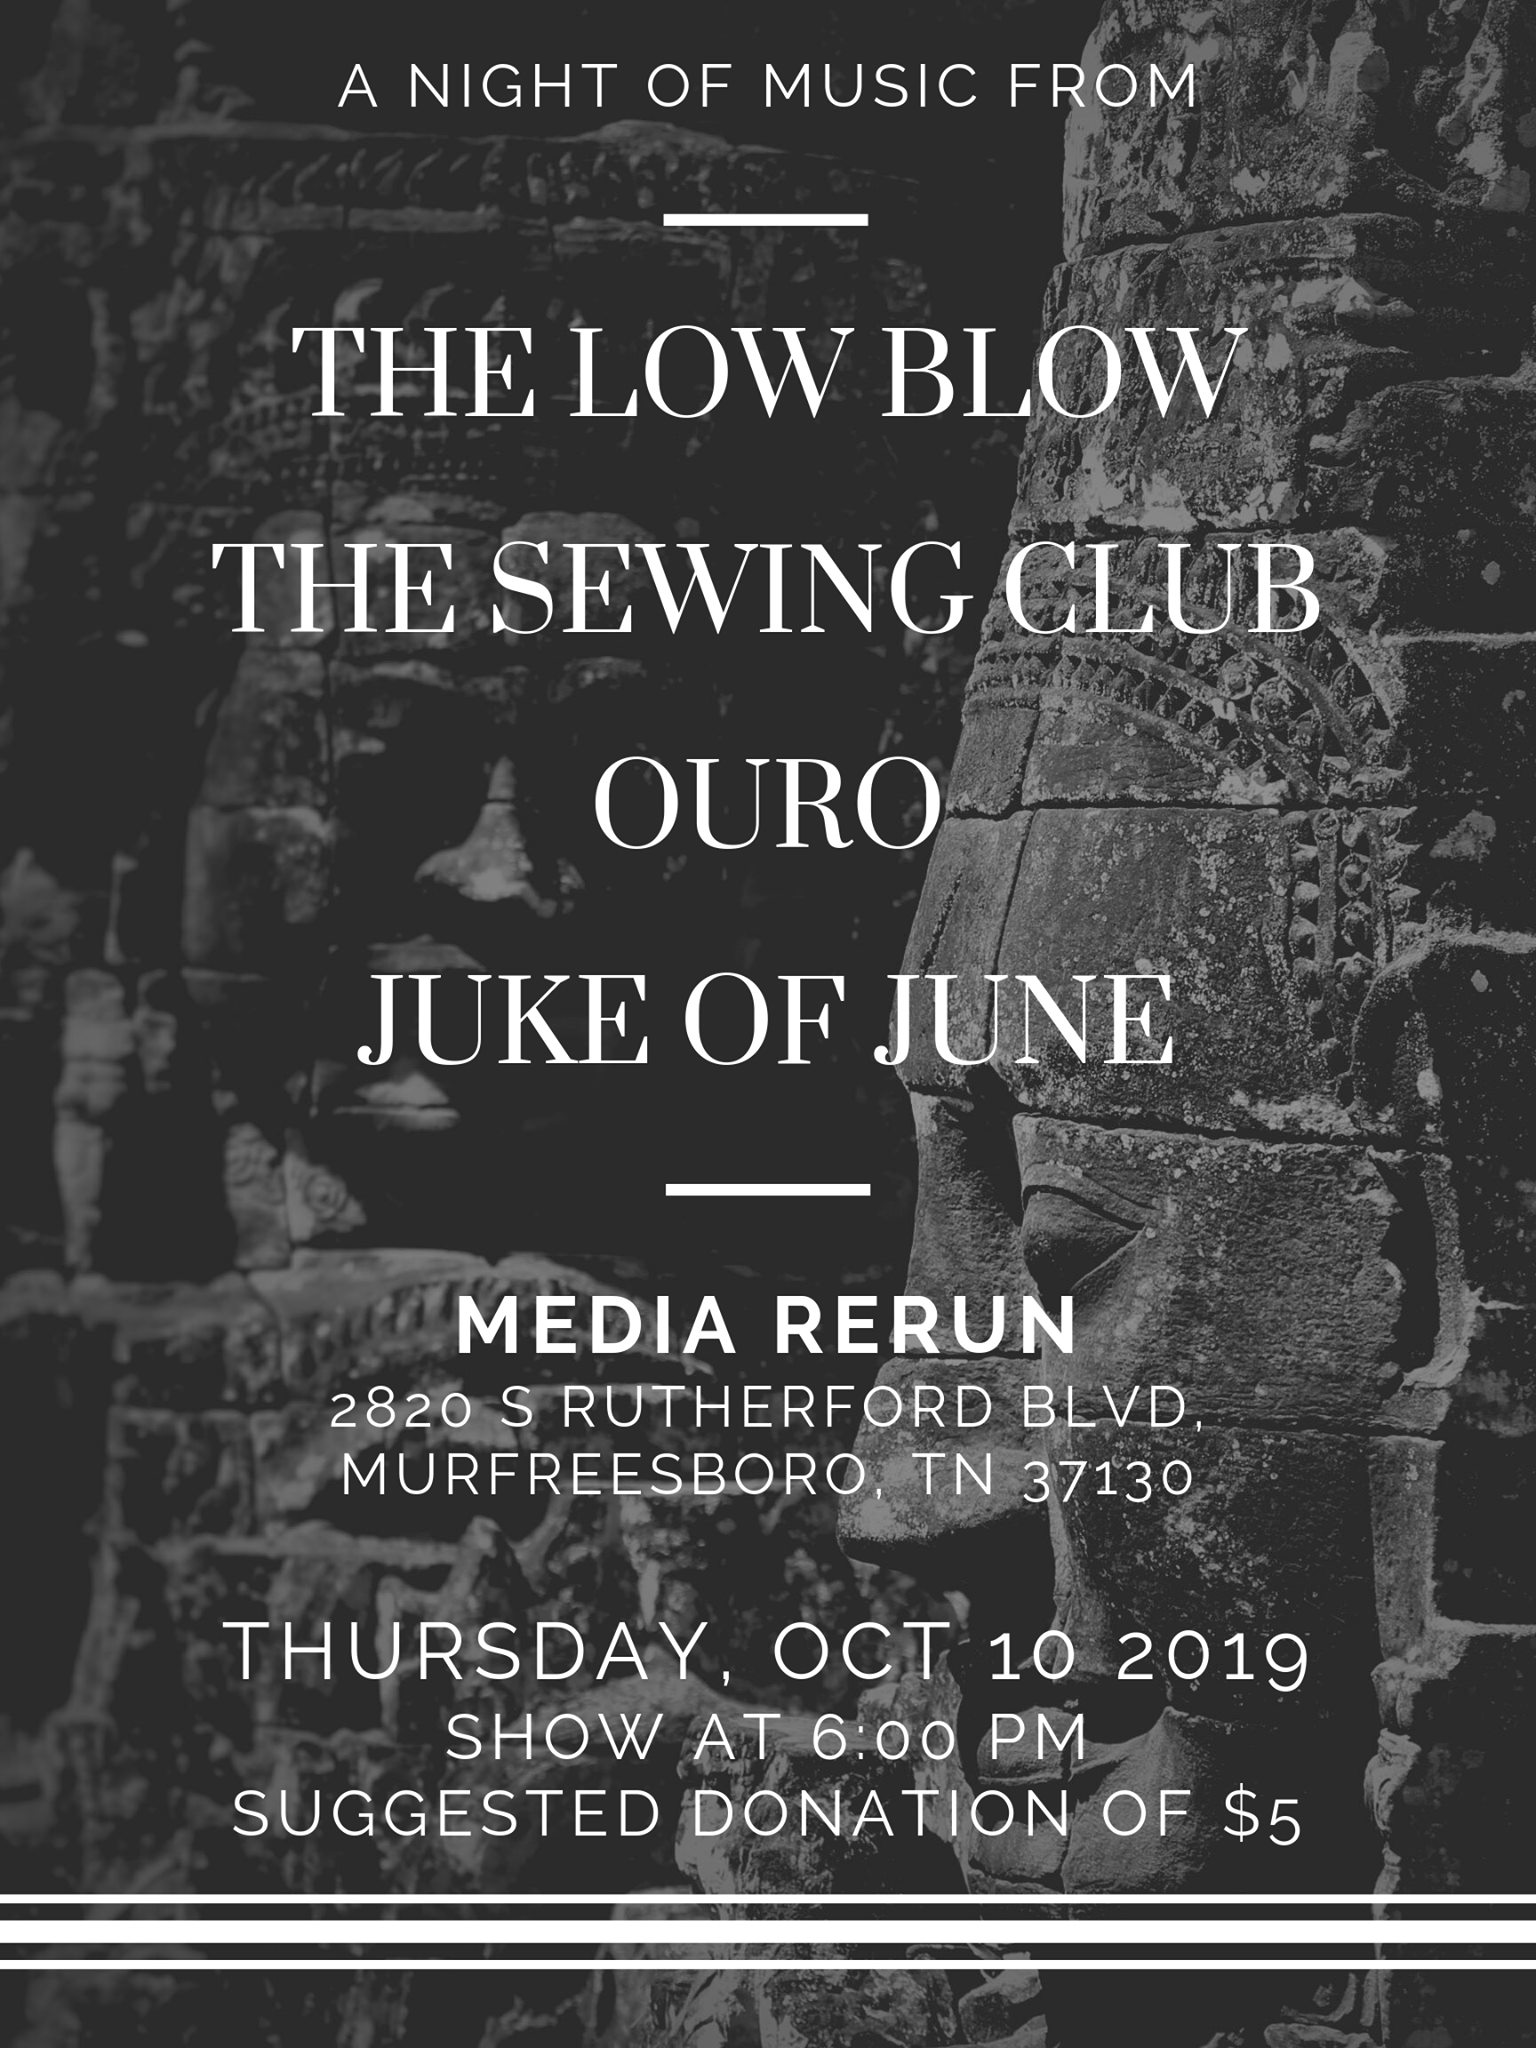 A NIGHT OF MUSIC FROM
THE LOW BLOW
THE SEWING CLUB
OURO
JUKE OF JUNE
MEDIA RERUN
2820 S RUTHERFORD BLVD,
MURFREESBORO, TN 37130
THURSDAY, OCT 10 2019
SHOW AT 6:00 PM
SUGGESTED DONATION OF $5